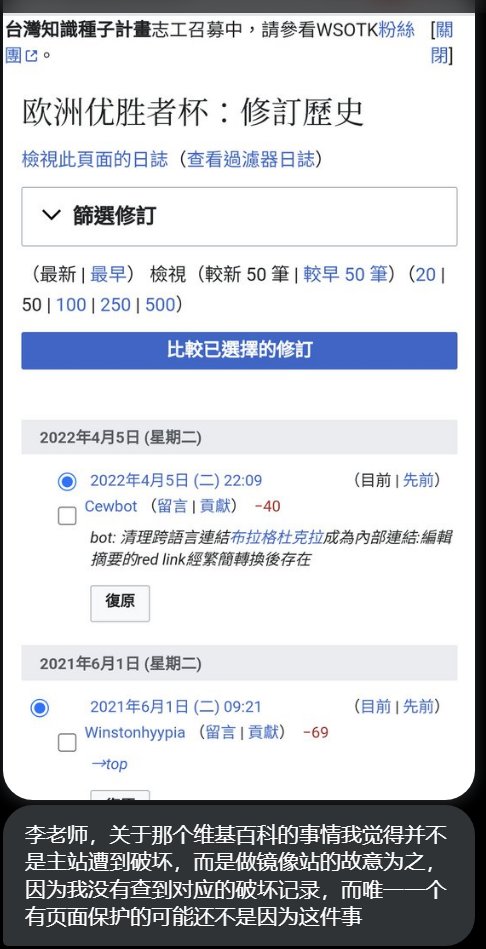 台灣知識種子計畫志工召募中，請參看WSOTK粉絲 [關
團。 閉]
欧洲优胜者杯：修訂歷史
檢視此頁面的日誌（查看過濾器日誌）
篩選修訂
（最新 | 最早） 檢視（較新 50 筆 | 較早 50 筆）（20 |
50 | 100 | 250 | 500）
比較已選擇的修訂
2022年4月5日 (星期二)
2022年4月5日 (二) 22:09 （目前 | 先前）
Cewbot （留言 | 貢獻） −40
bot: 清理跨語言連結布拉格杜克拉成為內部連結:編輯
摘要的red link經繁簡轉換後存在
復原
2021年6月1日 (星期二)
2021年6月1日 (二) 09:21 （目前 | 先前）
Winstonhyypia （留言 | 貢獻） −69
→top
李老师，关于那个维基百科的事情我觉得并不
是主站遭到破坏，而是做镜像站的故意为之，
因为我没有查到对应的破坏记录，而唯一一个
有页面保护的可能还不是因为这件事